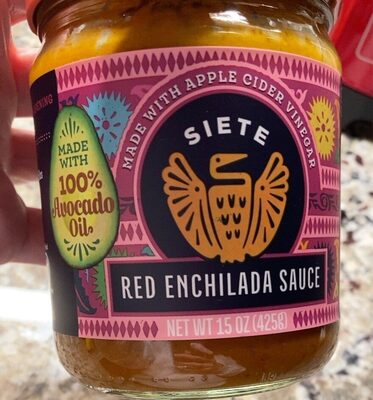 MADE WITH APPLE CIDER VINEGAR
SIETE
MADE
WITH
100%
Avocado
Oil
RED ENCHILADA SAUCE
NET WT 15 OZ (425g)